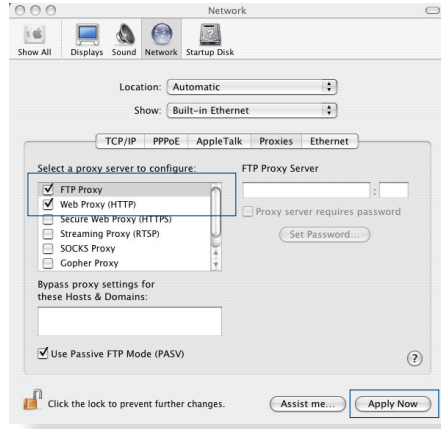 Network
Show All Displays Sound Network Startup Disk
Location: Automatic
Show: Built-in Ethernet
TCP/IP PPPoE AppleTalk Proxies Ethernet
Select a proxy server to configure: FTP Proxy Server
FTP Proxy :
Web Proxy (HTTP) Proxy server requires password
Secure Web Proxy (HTTPS)
Streaming Proxy (RTSP) Set Password...
SOCKS Proxy
Gopher Proxy
Bypass proxy settings for
these Hosts & Domains:
Use Passive FTP Mode (PASV) ?
Click the lock to prevent further changes. Assist me... Apply Now